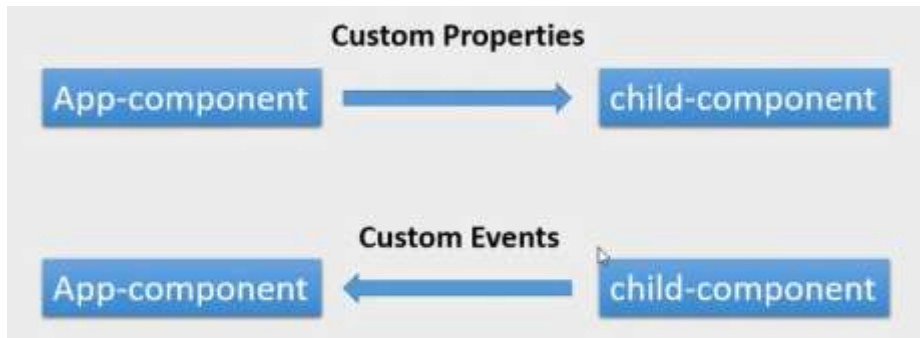 Custom Properties
App-component child-component
Custom Events
App-component child-component